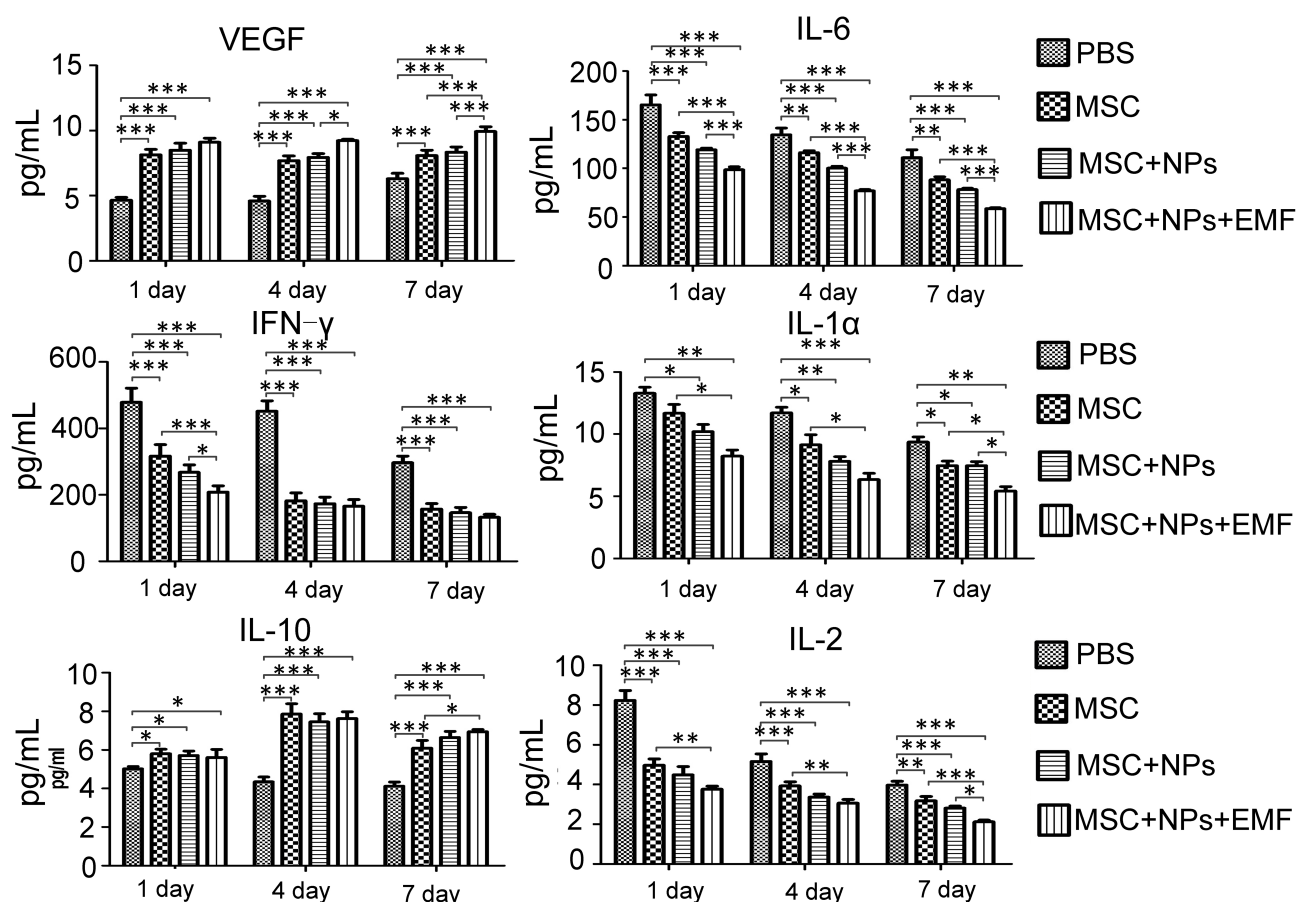 VEGF
pg/mL
15
10
5
0
***
***
***
***
***
***
*
***
***
***
***
***
1 day
4 day
7 day
IL-6
pg/mL
200
150
100
50
0
***
***
***
***
***
***
***
**
***
***
***
***
**
***
***
1 day
4 day
7 day
PBS
MSC
MSC+NPs
MSC+NPs+EMF
IFN−γ
pg/mL
600
400
200
0
***
***
***
***
*
***
***
***
***
***
***
1 day
4 day
7 day
IL-1α
pg/mL
15
10
5
0
**
*
*
***
**
*
*
**
*
*
*
*
1 day
4 day
7 day
PBS
MSC
MSC+NPs
MSC+NPs+EMF
IL-10
pg/mL
pg/ml
10
8
6
4
2
0
*
*
*
***
***
***
***
***
***
*
1 day
4 day
7 day
IL-2
pg/mL
10
8
6
4
2
0
***
***
***
**
***
***
***
**
***
***
**
***
*
1 day
4 day
7 day
PBS
MSC
MSC+NPs
MSC+NPs+EMF